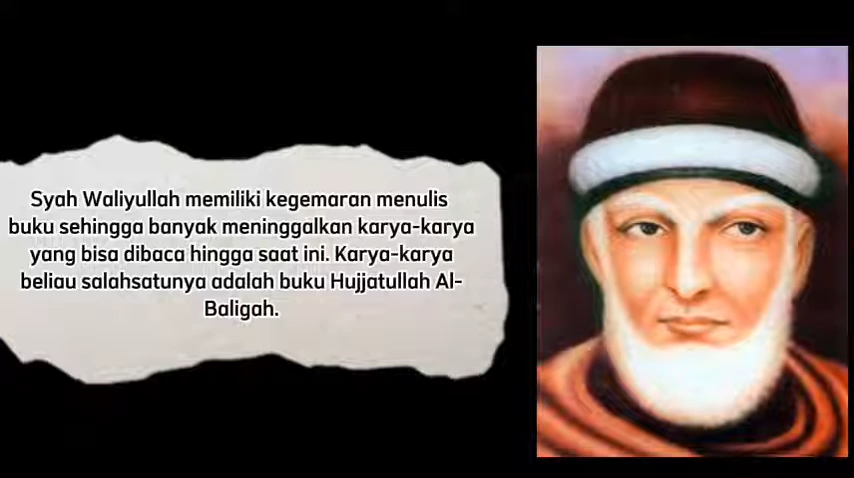 Syah Waliyullah memiliki kegemaran menulis
buku sehingga banyak meninggalkan karya-karya
yang bisa dibaca hingga saat ini. Karya-karya
beliau salahsatunya adalah buku Hujjatullah Al-
Baligah.